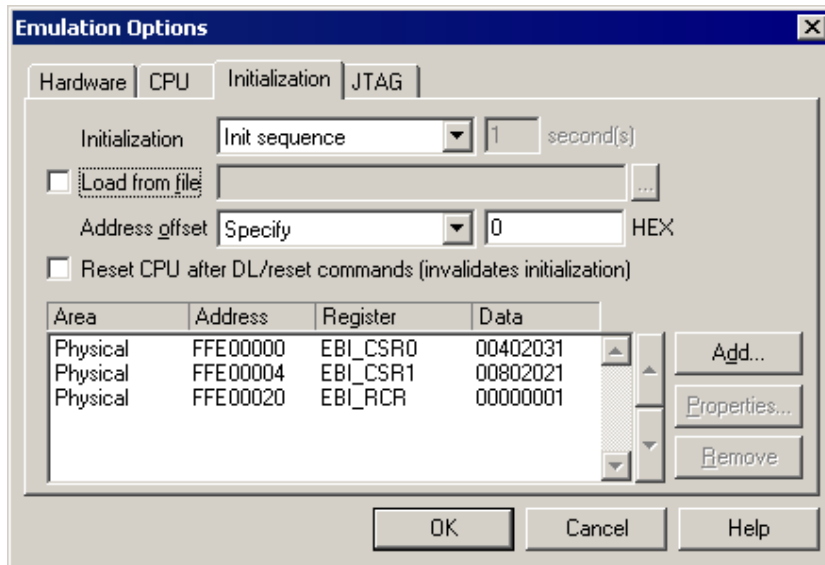 Emulation Options
Hardware CPU Initialization JTAG
Initialization Init sequence 1 second(s)
Load from file ...
Address offset Specify 0 HEX
Reset CPU after DL/reset commands (invalidates initialization)
Area Address Register Data
Physical FFE00000 EBI_CSR0 00402031
Physical FFE00004 EBI_CSR1 00802021
Physical FFE00020 EBI_RCR 00000001
Add...
Properties...
Remove
OK Cancel Help